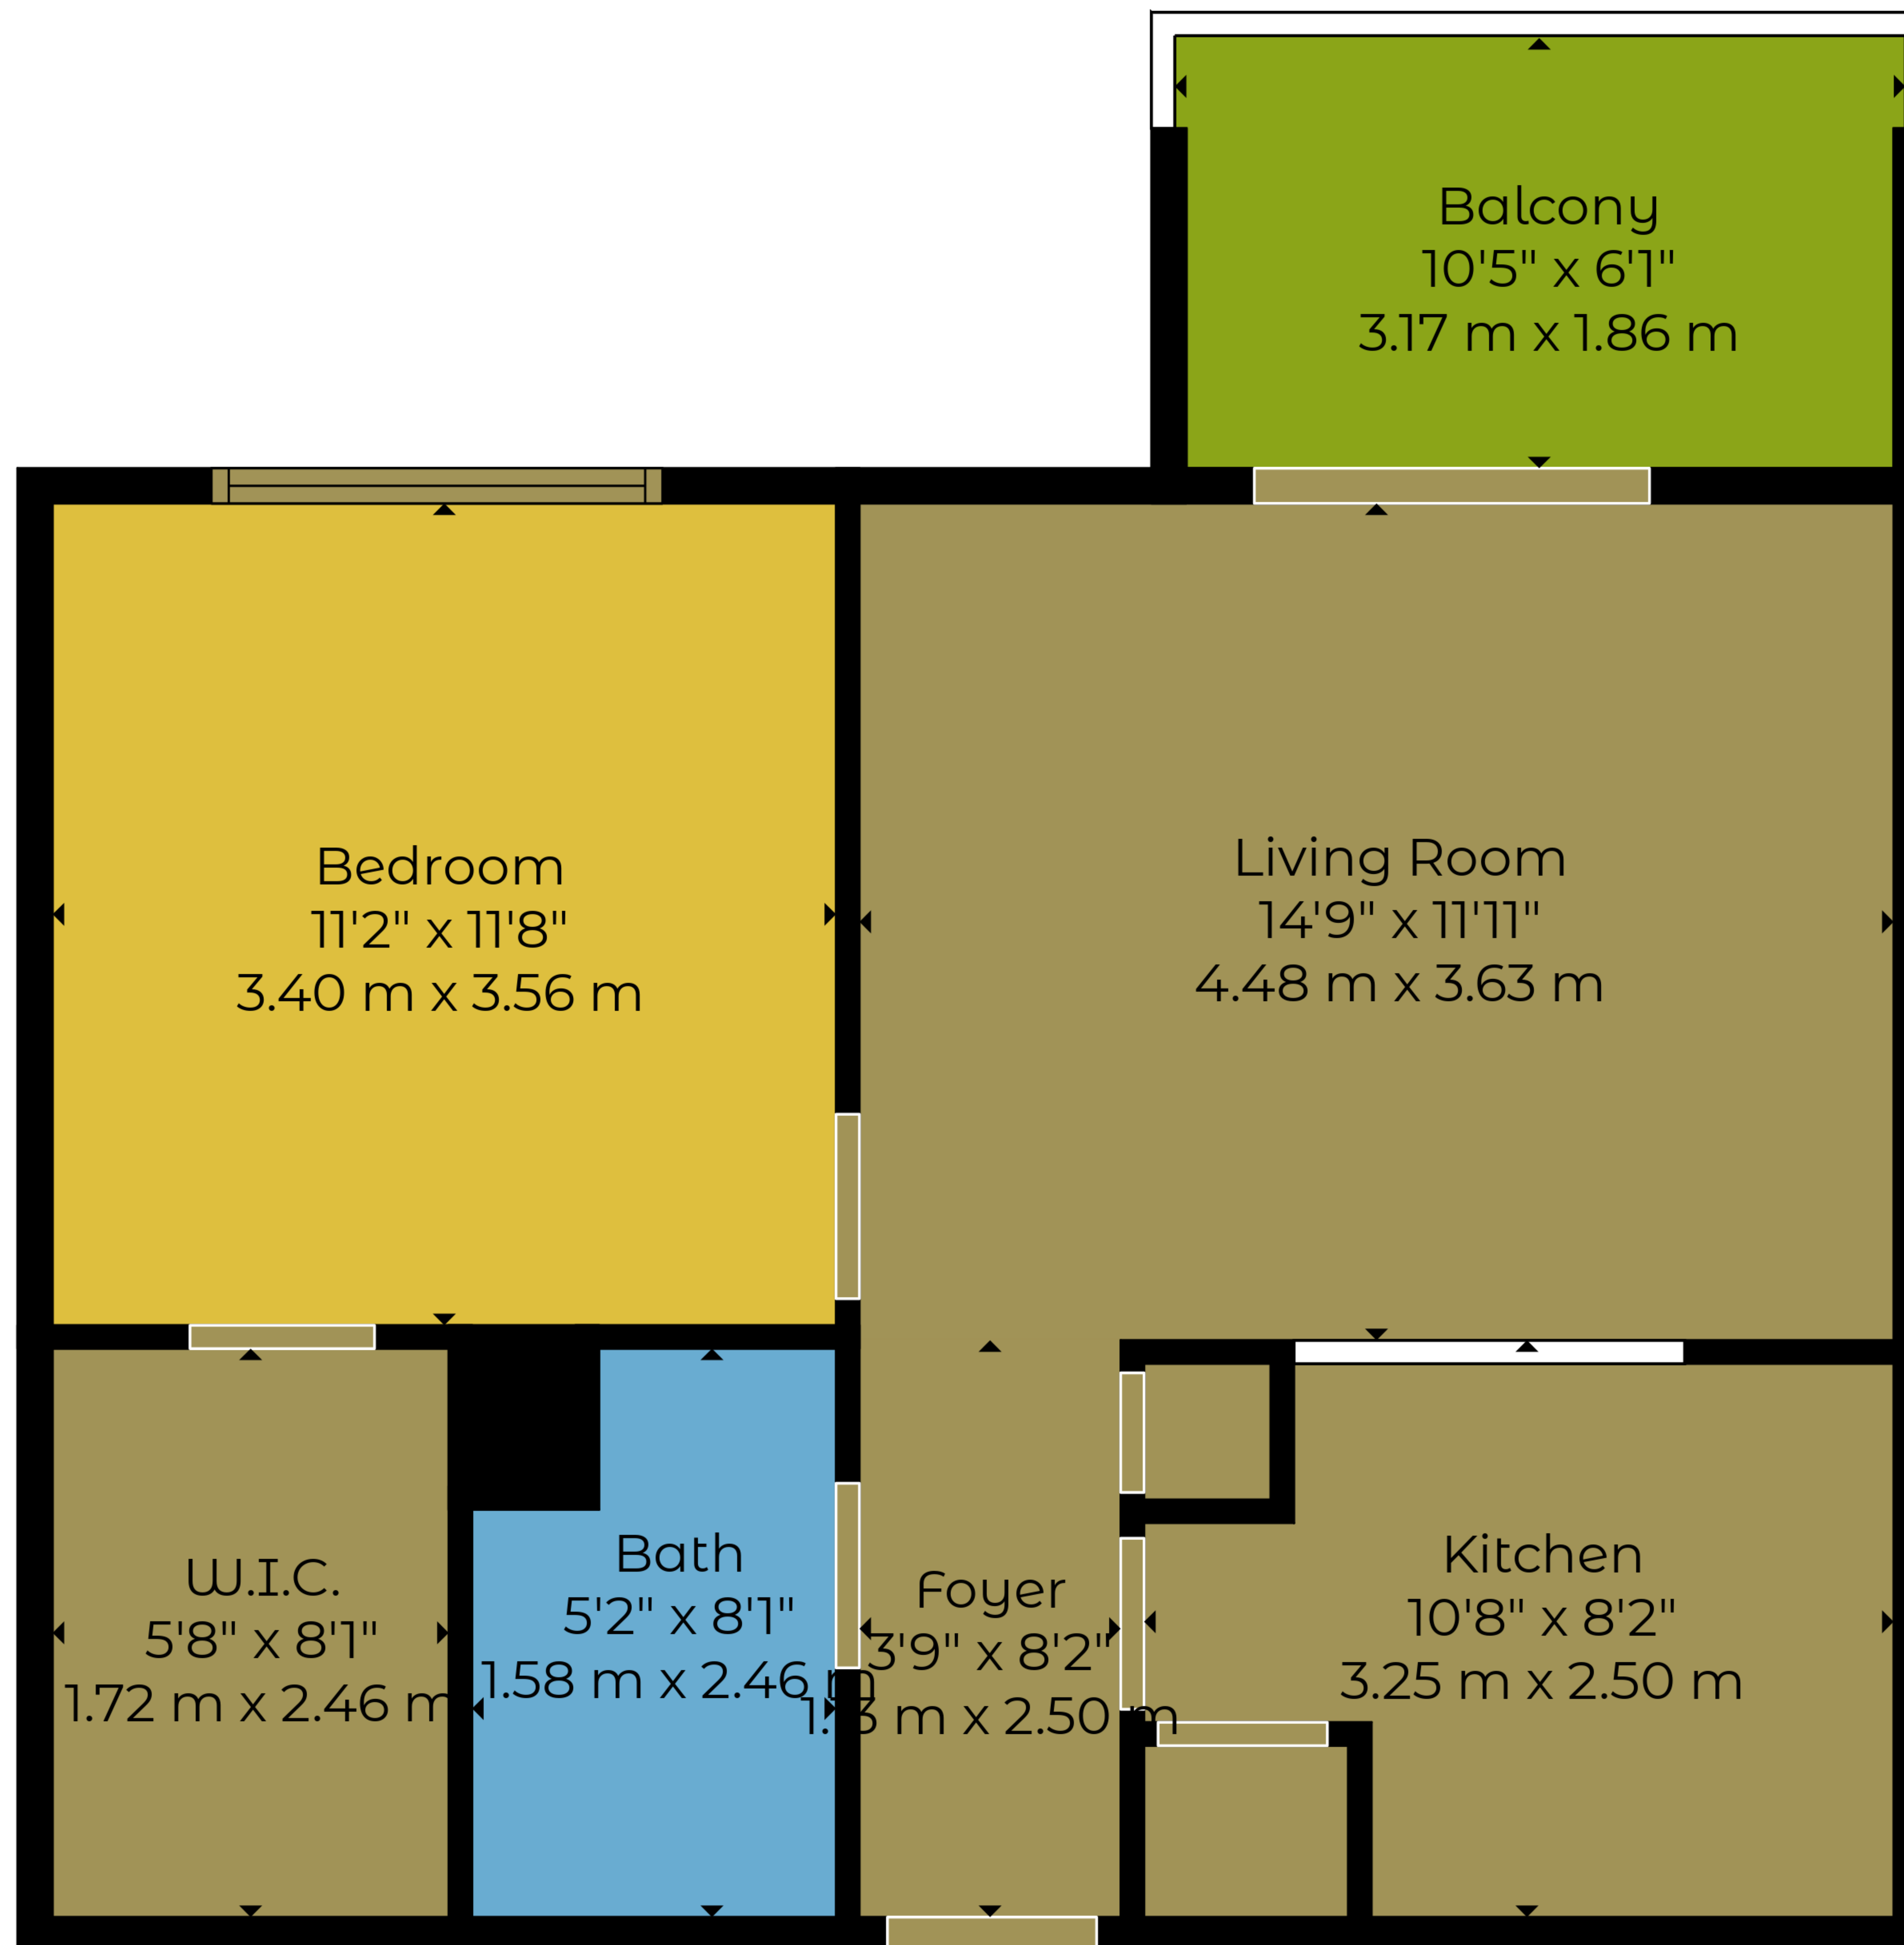 Balcony
10'5" x 6'1"
3.17 m x 1.86 m
Bedroom
11'2" x 11'8"
3.40 m x 3.56 m
Living Room
14'9" x 11'11"
4.48 m x 3.63 m
W.I.C.
5'8" x 8'1"
1.72 m x 2.46 m
Bath
5'2" x 8'1"
1.58 m x 2.46 m
Foyer
3'9" x 8'2"
m x 2.50 m
Kitchen
10'8" x 8'2"
3.25 m x 2.50 m